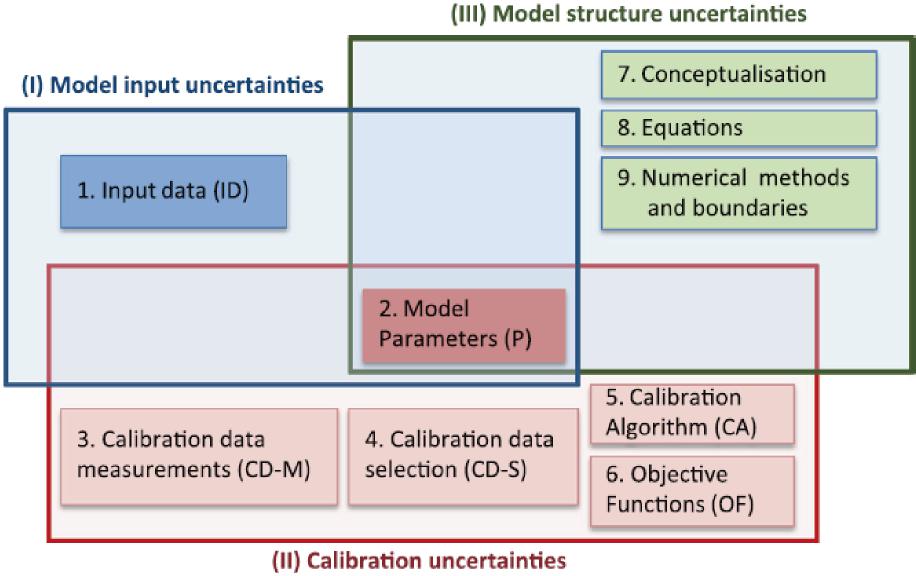 (III) Model structure uncertainties
(I) Model input uncertainties
7. Conceptualisation
8. Equations
1. Input data (ID)
9. Numerical methods
and boundaries
2. Model
Parameters (P)
3. Calibration data
measurements (CD-M)
4. Calibration data
selection (CD-S)
5. Calibration
Algorithm (CA)
6. Objective
Functions (OF)
(II) Calibration uncertainties